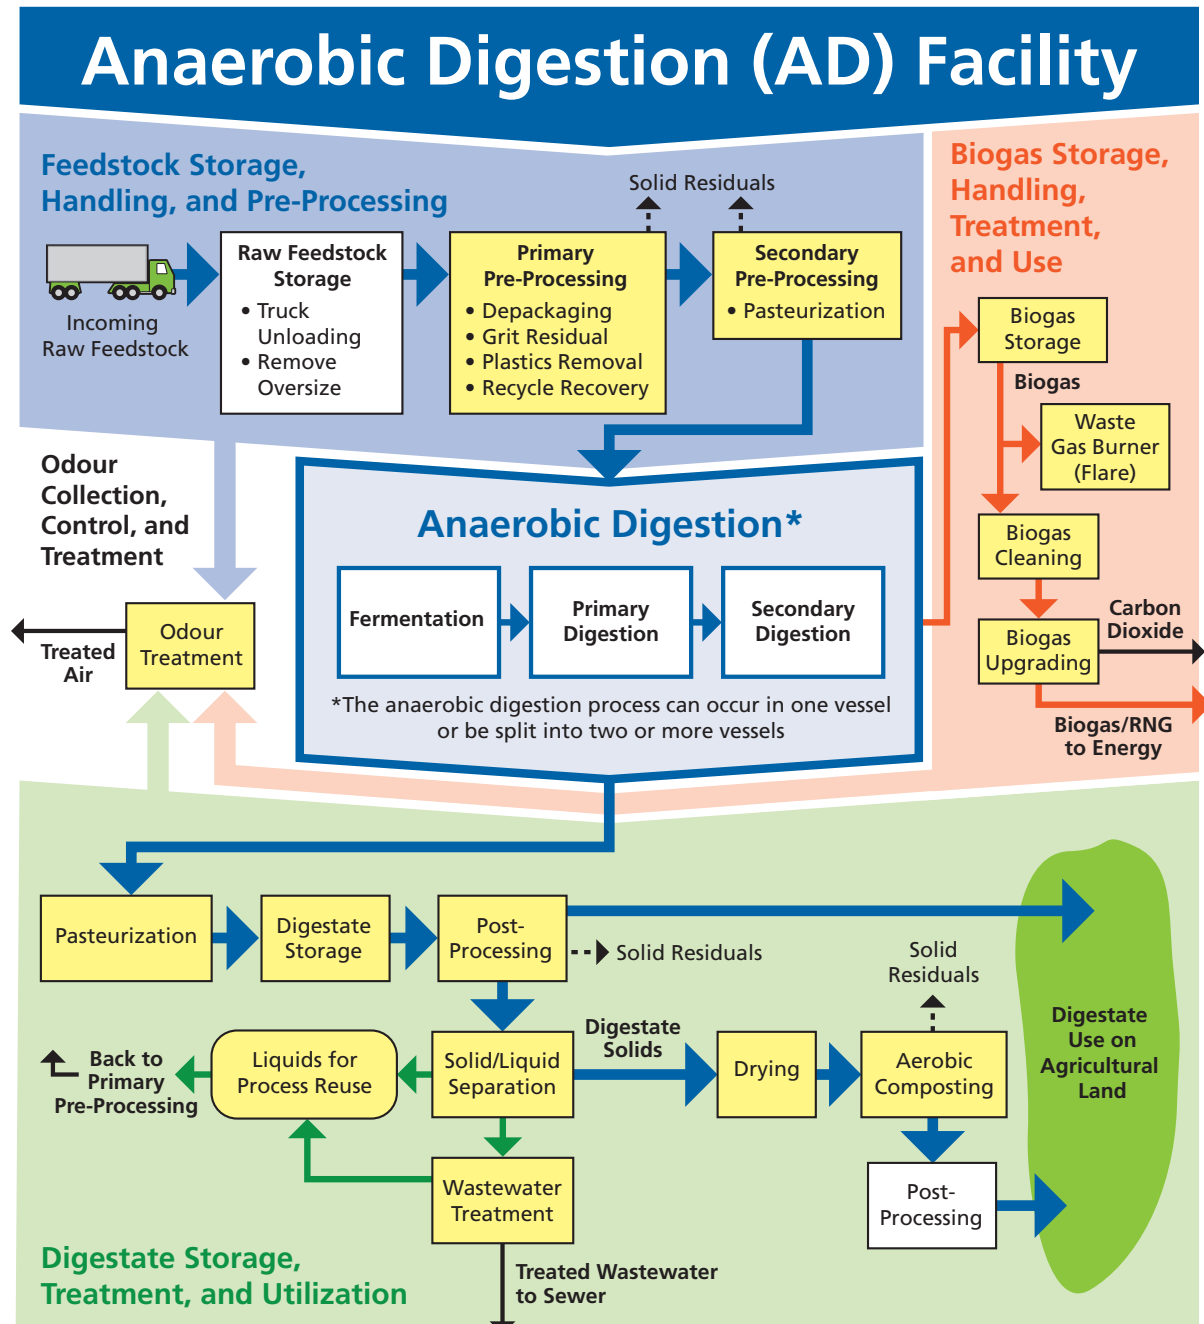 Anaerobic Digestion (AD) Facility
Feedstock Storage,
Handling, and Pre-Processing
Solid Residuals
Incoming
Raw Feedstock
Raw Feedstock
Storage
• Truck
Unloading
• Remove
Oversize
Primary
Pre-Processing
• Depackaging
• Grit Residual
• Plastics Removal
• Recycle Recovery
Secondary
Pre-Processing
• Pasteurization
Biogas Storage,
Handling,
Treatment,
and Use
Biogas
Storage
Biogas
Waste
Gas Burner
(Flare)
Biogas
Cleaning
Biogas
Upgrading
Carbon
Dioxide
Biogas/RNG
to Energy
Odour
Collection,
Control, and
Treatment
Odour
Treatment
Treated
Air
Anaerobic Digestion*
Fermentation
Primary
Digestion
Secondary
Digestion
*The anaerobic digestion process can occur in one vessel
or be split into two or more vessels
Pasteurization
Digestate
Storage
Post-
Processing
Solid Residuals
Solid
Residuals
Digestate
Use on
Agricultural
Land
Back to
Primary
Pre-Processing
Liquids for
Process Reuse
Solid/Liquid
Separation
Digestate
Solids
Drying
Aerobic
Composting
Wastewater
Treatment
Post-
Processing
Digestate Storage,
Treatment, and Utilization
Treated Wastewater
to Sewer